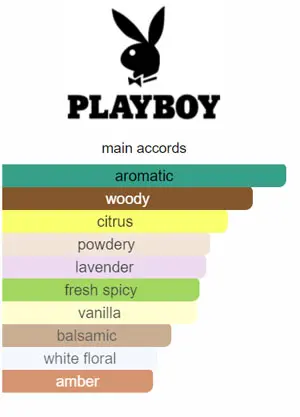 PLAYBOY
main accords
aromatic
woody
citrus
powdery
lavender
fresh spicy
vanilla
balsamic
white floral
amber